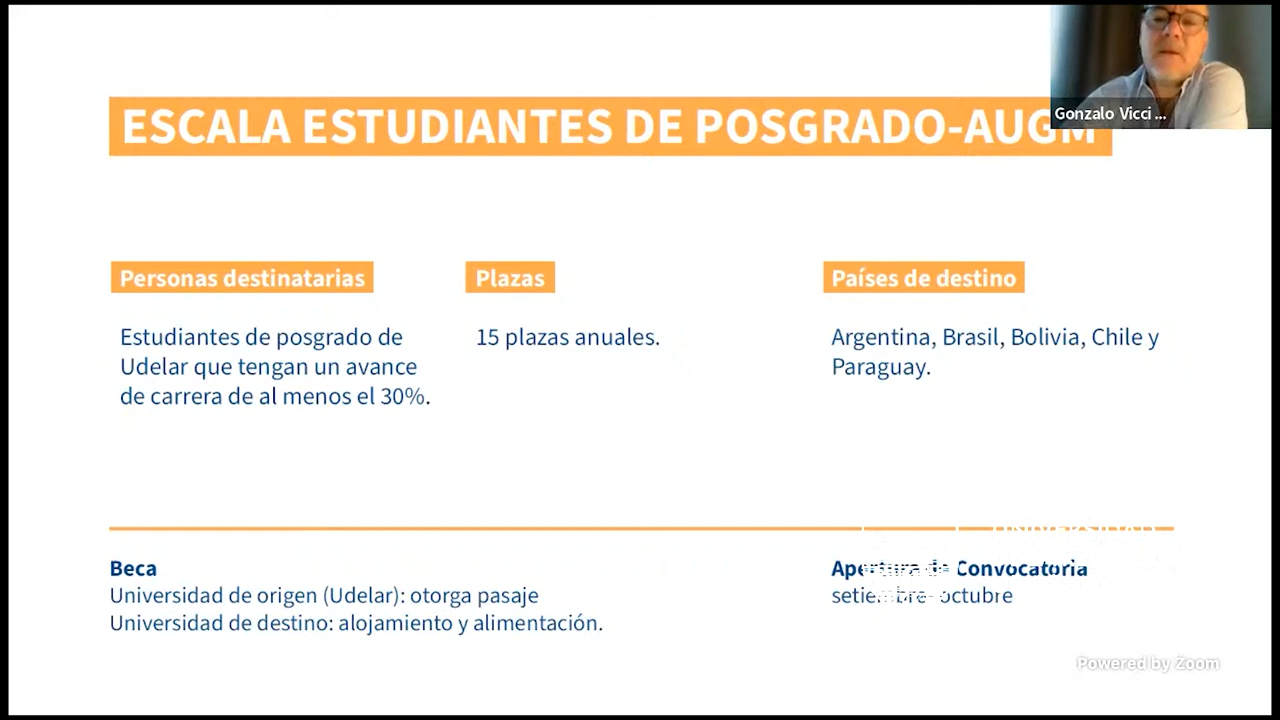 ESCALA ESTUDIANTES DE POSGRADO-AUGM
Gonzalo Vicci ...
Personas destinatarias
Plazas
Países de destino
Estudiantes de posgrado de
Udelar que tengan un avance
de carrera de al menos el 30%.
15 plazas anuales.
Argentina, Brasil, Bolivia, Chile y
Paraguay.
Beca
Universidad de origen (Udelar): otorga pasaje
Universidad de destino: alojamiento y alimentación.
UNIVERSIDAD
Apertura de Convocatoria
setiembre-octubre
Powered by Zoom